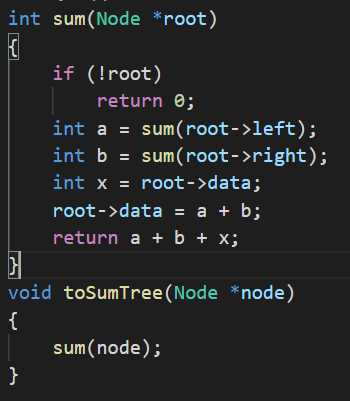 int sum(Node *root)
{
    if (!root)
        return 0;
    int a = sum(root->left);
    int b = sum(root->right);
    int x = root->data;
    root->data = a + b;
    return a + b + x;
}
void toSumTree(Node *node)
{
    sum(node);
}